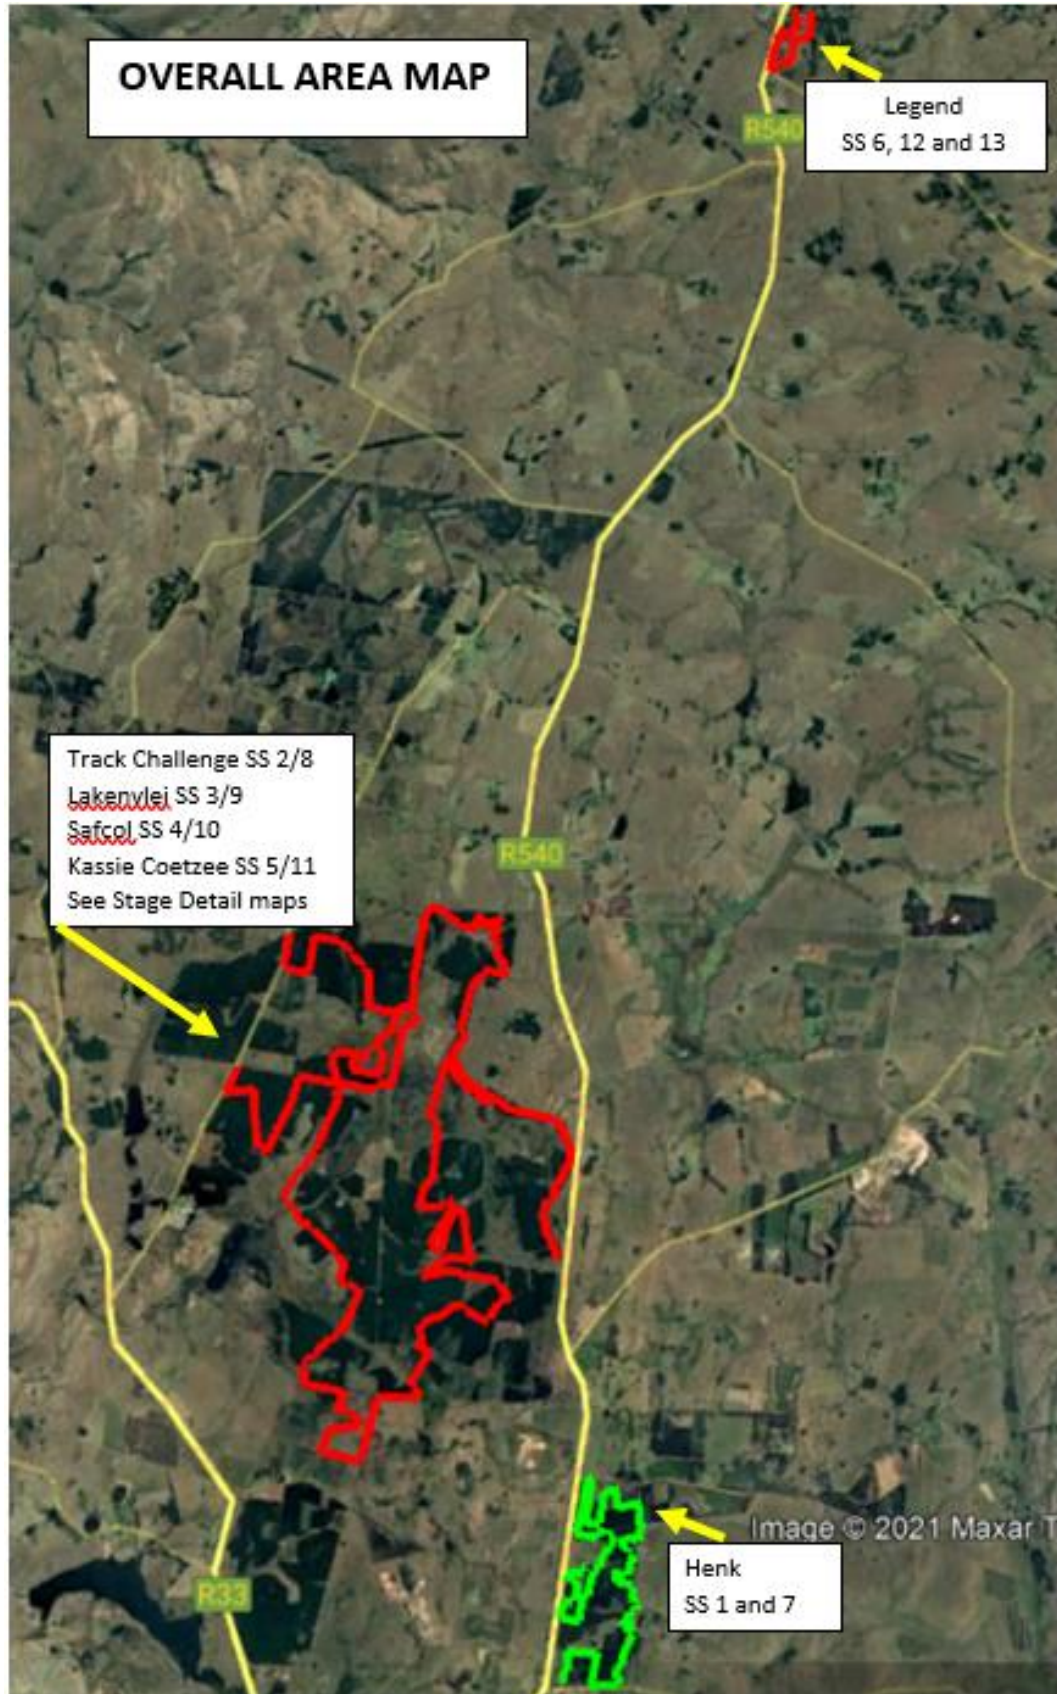 OVERALL AREA MAP
Legend
SS 6, 12 and 13
R540
Track Challenge SS 2/8
Lakenvlei SS 3/9
Safcol SS 4/10
Kassie Coetzee SS 5/11
See Stage Detail maps
R540
Image © 2021 Maxar T
Henk
SS 1 and 7
R33